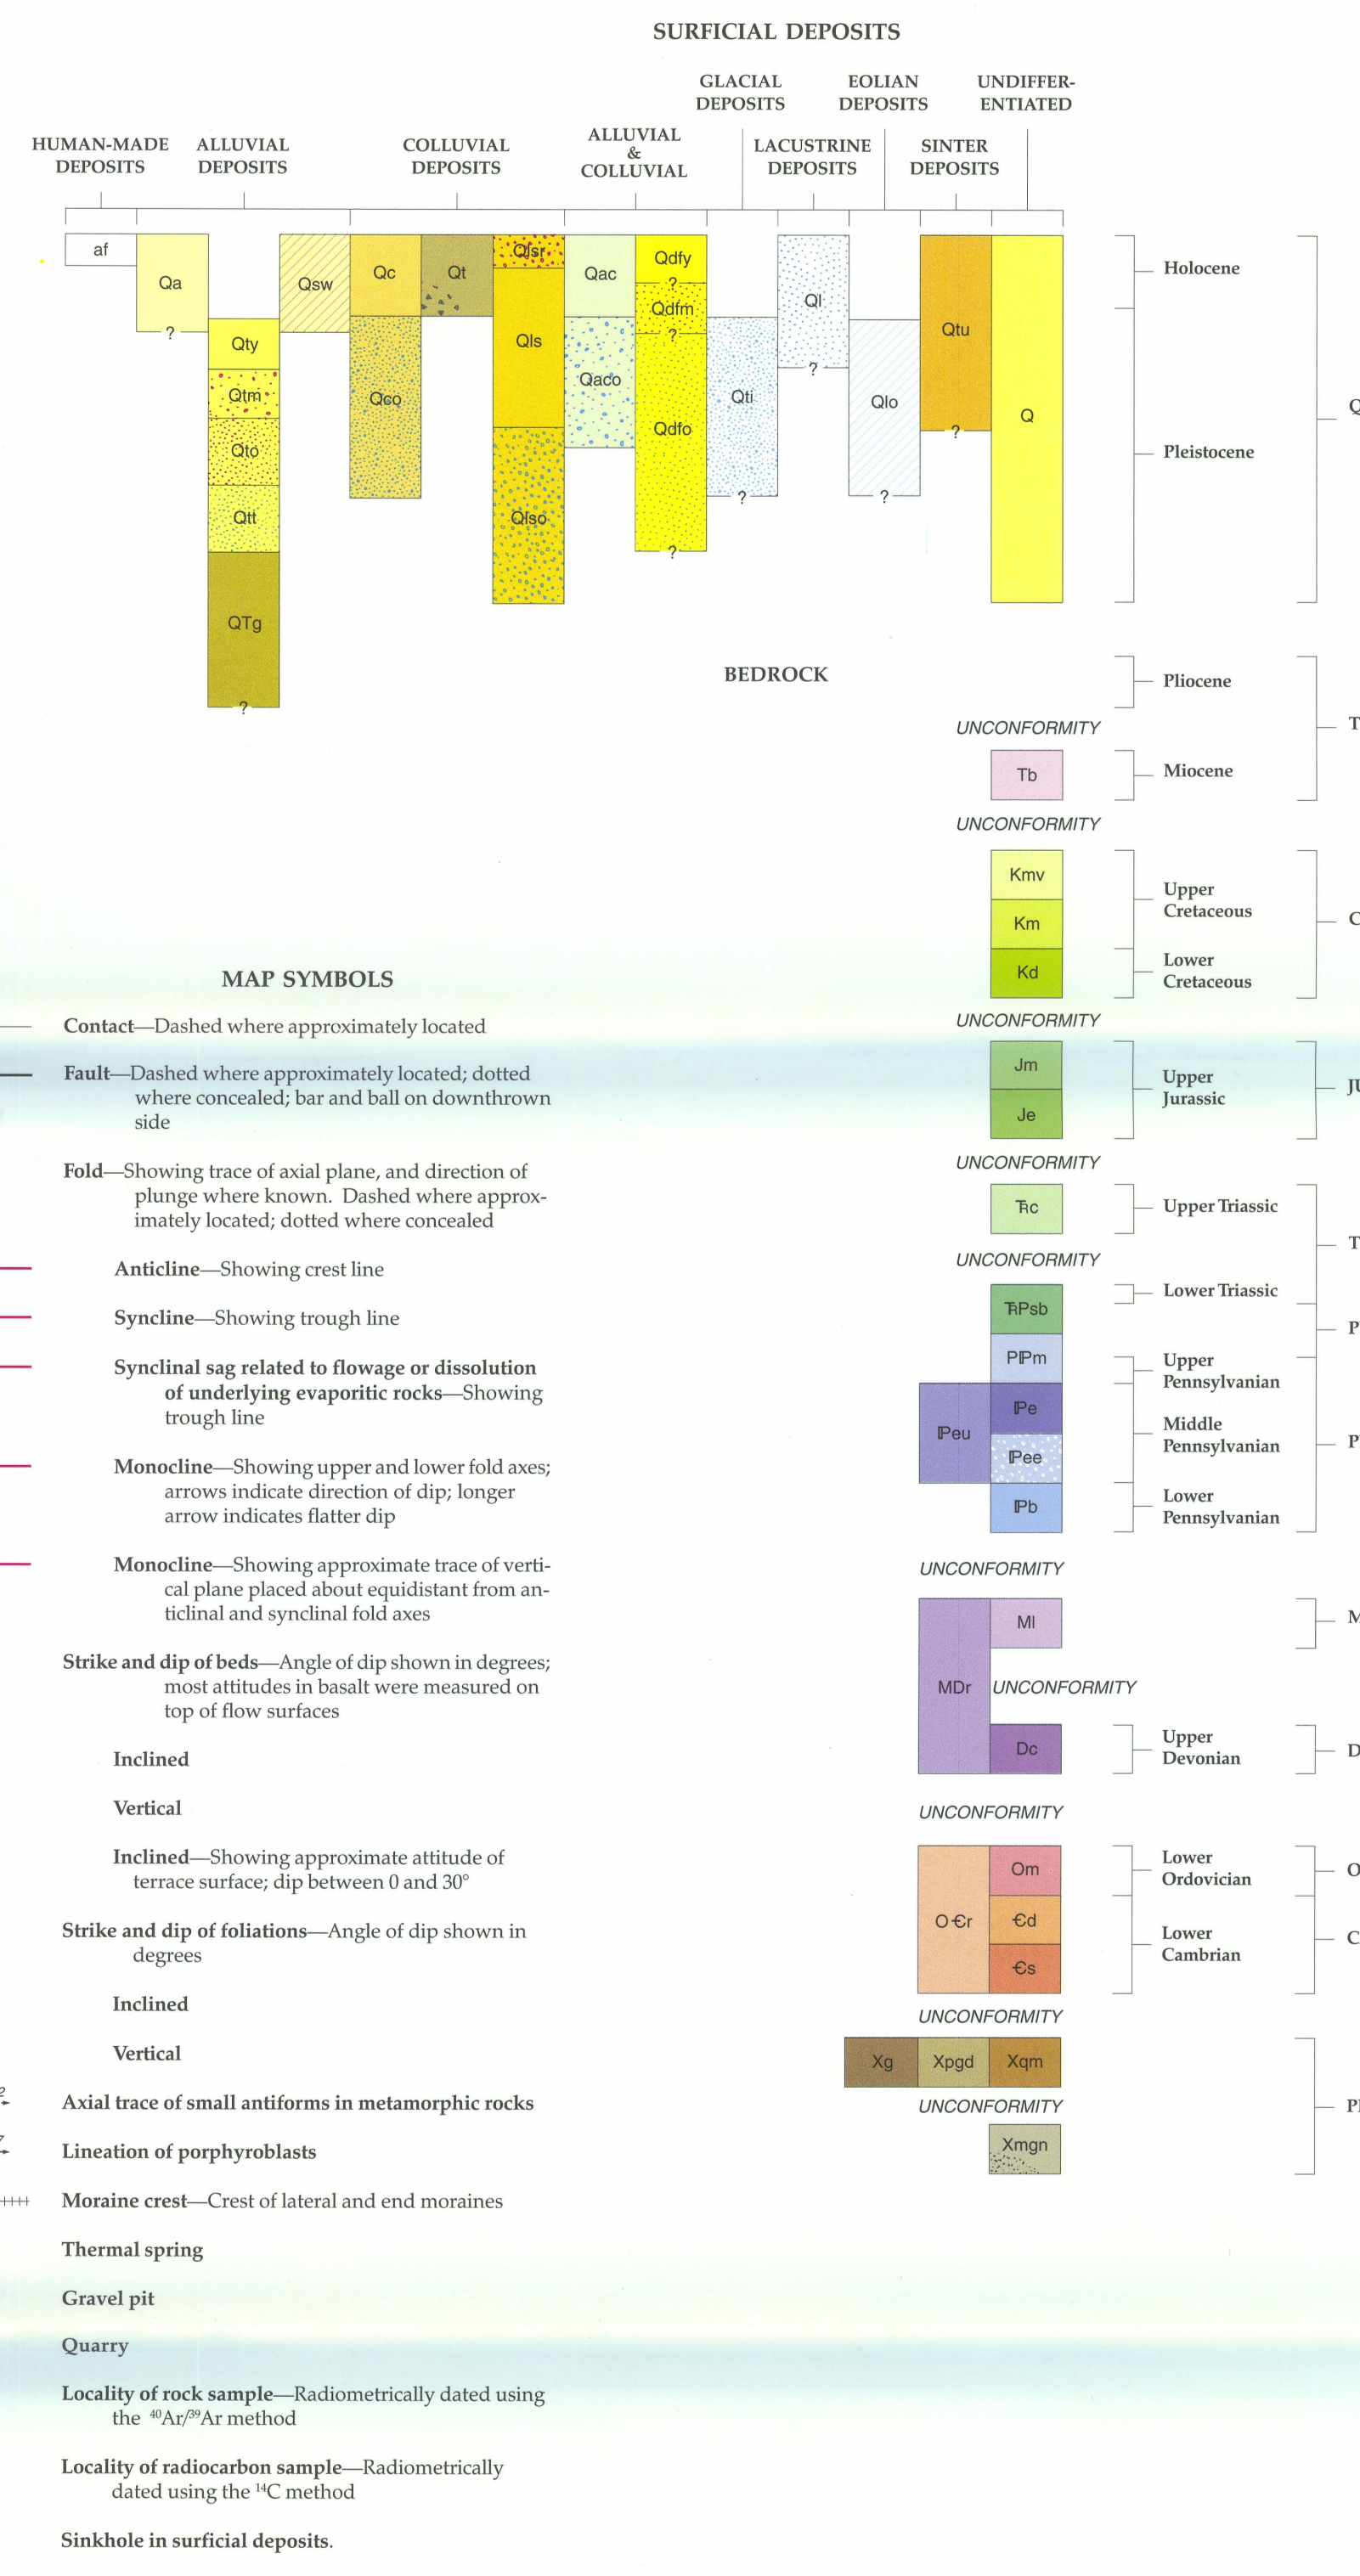 SURFICIAL DEPOSITS
GLACIAL
DEPOSITS
EOLIAN
DEPOSITS
UNDIFFER-
ENTIATED
HUMAN-MADE
DEPOSITS
ALLUVIAL
DEPOSITS
COLLUVIAL
DEPOSITS
ALLUVIAL
&
COLLUVIAL
LACUSTRINE
DEPOSITS
SINTER
DEPOSITS
af
Qa
?
Qty
Qtm
Qto
Qtt
QTg
?
Qsw
Qc
Qco
Qt
Qlsr
Qls
Qlso
Qac
Qaco
Qdfy
?
Qdfm
?
Qdfo
?
Qti
?
Ql
?
Qlo
?
Qtu
?
Q
Holocene
Pleistocene
Q
BEDROCK
Pliocene
T
UNCONFORMITY
Tb
Miocene
UNCONFORMITY
Kmv
Km
Kd
Upper
Cretaceous
Lower
Cretaceous
C
UNCONFORMITY
Jm
Je
Upper
Jurassic
JU
UNCONFORMITY
Ŧc
Upper Triassic
T
UNCONFORMITY
ŦPsb
Lower Triassic
P
PℙPm
Upper
Pennsylvanian
ℙeu
ℙe
ℙee
Middle
Pennsylvanian
P
ℙb
Lower
Pennsylvanian
UNCONFORMITY
MDr
Ml
M
UNCONFORMITY
Dc
Upper
Devonian
D
UNCONFORMITY
O Єr
Om
Єd
Єs
Lower
Ordovician
O
Lower
Cambrian
C
UNCONFORMITY
Xg
Xpgd
Xqm
UNCONFORMITY
Xmgn
P
MAP SYMBOLS
Contact—Dashed where approximately located
Fault—Dashed where approximately located; dotted
where concealed; bar and ball on downthrown
side
Fold—Showing trace of axial plane, and direction of
plunge where known. Dashed where approx-
imately located; dotted where concealed
Anticline—Showing crest line
Syncline—Showing trough line
Synclinal sag related to flowage or dissolution
of underlying evaporitic rocks—Showing
trough line
Monocline—Showing upper and lower fold axes;
arrows indicate direction of dip; longer
arrow indicates flatter dip
Monocline—Showing approximate trace of verti-
cal plane placed about equidistant from an-
ticlinal and synclinal fold axes
Strike and dip of beds—Angle of dip shown in degrees;
most attitudes in basalt were measured on
top of flow surfaces
Inclined
Vertical
Inclined—Showing approximate attitude of
terrace surface; dip between 0 and 30°
Strike and dip of foliations—Angle of dip shown in
degrees
Inclined
Vertical
Axial trace of small antiforms in metamorphic rocks
Lineation of porphyroblasts
Moraine crest—Crest of lateral and end moraines
Thermal spring
Gravel pit
Quarry
Locality of rock sample—Radiometrically dated using
the ⁴⁰Ar/³⁹Ar method
Locality of radiocarbon sample—Radiometrically
dated using the ¹⁴C method
Sinkhole in surficial deposits.